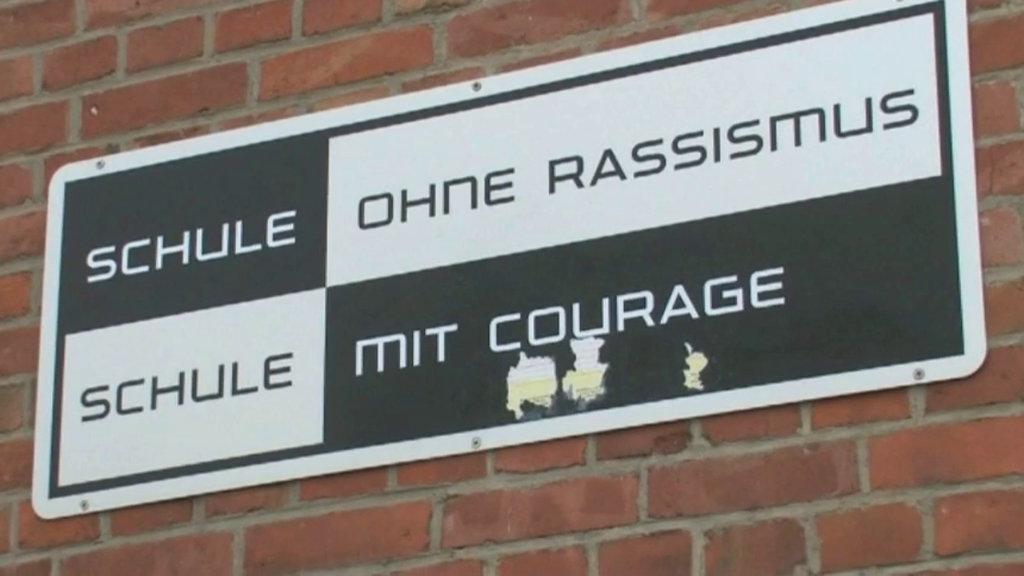 SCHULE OHNE RASSISMUS
SCHULE MIT COURAGE